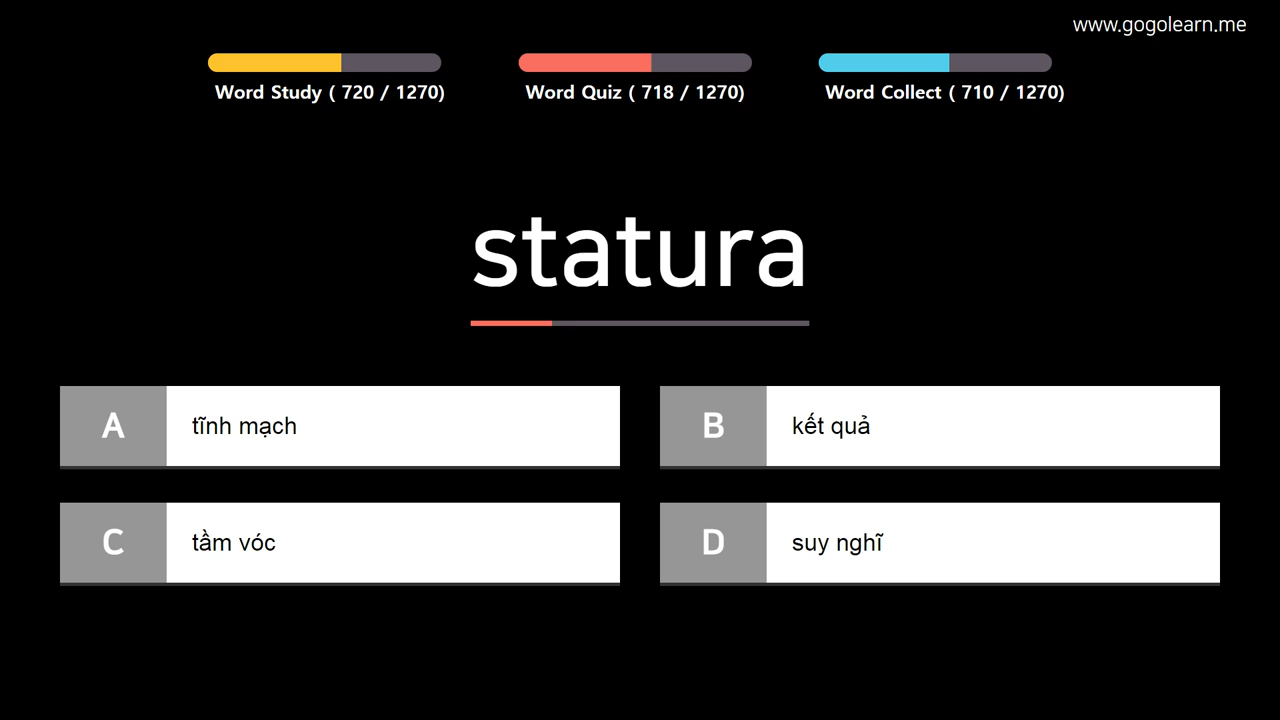 www.gogolearn.me
Word Study ( 720 / 1270)
Word Quiz ( 718 / 1270)
Word Collect ( 710 / 1270)
statura
A
tĩnh mạch
B
kết quả
C
tầm vóc
D
suy nghĩ